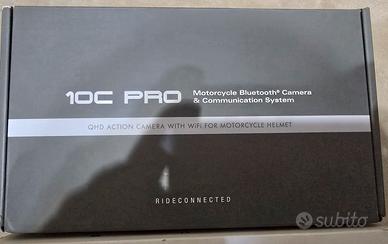 10C PRO
Motorcycle Bluetooth® Camera
& Communication System
QHD ACTION CAMERA WITH WiFi FOR MOTORCYCLE HELMET
RIDECONNECTED
subito